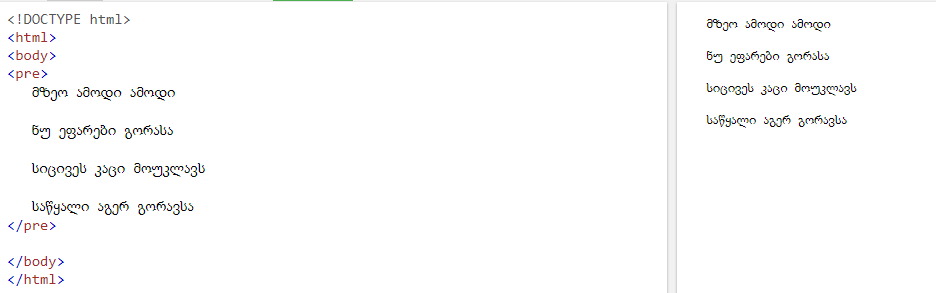 <!DOCTYPE html>
<html>
<body>
<pre>
მზეო ამოდი ამოდი
ნუ ეფარები გორასა
სიცივეს კაცი მოუკლავს
საწყალი აგერ გორავსა
</pre>
</body>
</html>
მზეო ამოდი ამოდი
ნუ ეფარები გორასა
სიცივეს კაცი მოუკლავს
საწყალი აგერ გორავსა